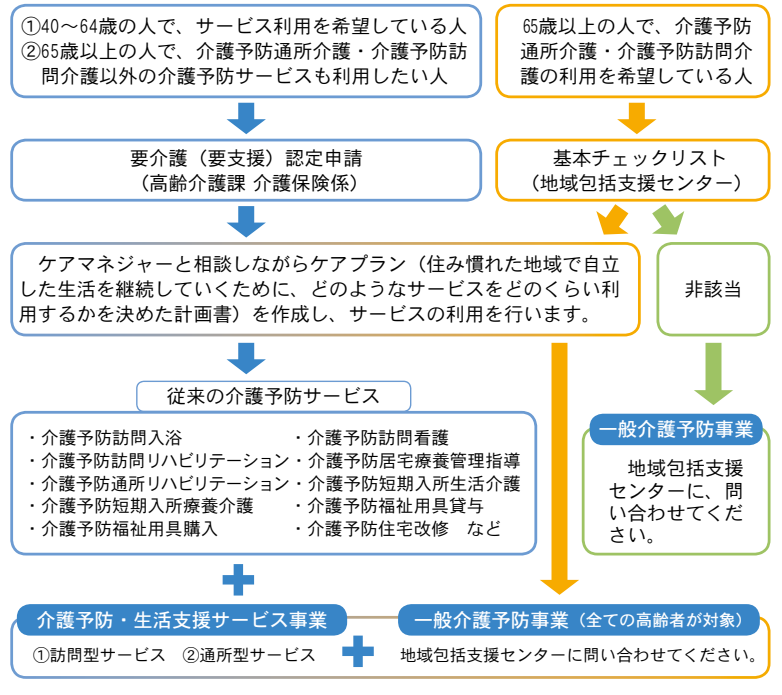 ①40～64歳の人で、サービス利用を希望している人
②65歳以上の人で、介護予防通所介護・介護予防訪
問介護以外の介護予防サービスも利用したい人
65歳以上の人で、介護予防
通所介護・介護予防訪問介
護の利用を希望している人
要介護（要支援）認定申請
（高齢介護課 介護保険係）
基本チェックリスト
（地域包括支援センター）
ケアマネジャーと相談しながらケアプラン（住み慣れた地域で自立
した生活を継続していくために、どのようなサービスをどのくらい利
用するかを決めた計画書）を作成し、サービスの利用を行います。
非該当
従来の介護予防サービス
・介護予防訪問入浴
・介護予防訪問看護
・介護予防訪問リハビリテーション
・介護予防居宅療養管理指導
・介護予防通所リハビリテーション
・介護予防短期入所生活介護
・介護予防短期入所療養介護
・介護予防福祉用具貸与
・介護予防福祉用具購入
・介護予防住宅改修　など
一般介護予防事業
地域包括支援
センターに、問
い合わせてくだ
さい。
介護予防・生活支援サービス事業
①訪問型サービス　②通所型サービス
一般介護予防事業（全ての高齢者が対象）
地域包括支援センターに問い合わせてください。